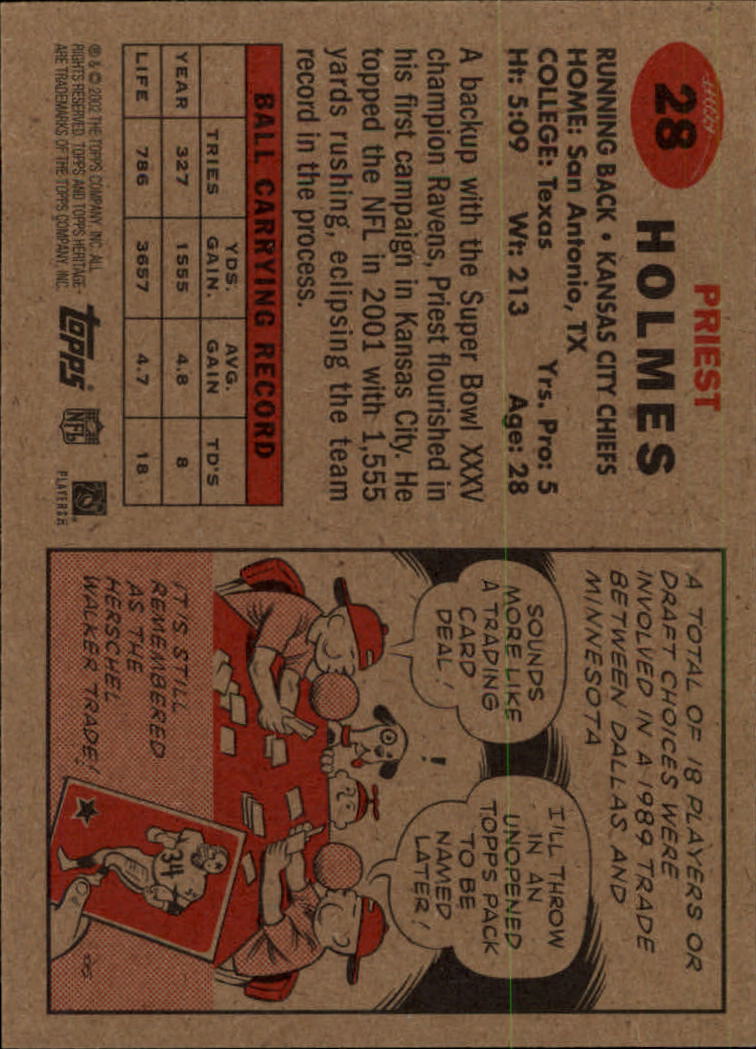 28
PRIEST
HOLMES
RUNNING BACK • KANSAS CITY CHIEFS
HOME: San Antonio, TX
COLLEGE: Texas Yrs. Pro: 5
Ht: 5:09 Wt: 213 Age: 28
A backup with the Super Bowl XXXV
champion Ravens, Priest flourished in
his first campaign in Kansas City. He
topped the NFL in 2001 with 1,555
yards rushing, eclipsing the team
record in the process.
BALL CARRYING RECORD
TRIES YDS. GAIN. AVG. GAIN TD'S
YEAR 327 1555 4.8 8
LIFE 786 3657 4.7 18
® & © 2002 THE TOPPS COMPANY, INC. ALL
RIGHTS RESERVED. TOPPS AND TOPPS HERITAGE
ARE TRADEMARKS OF THE TOPPS COMPANY, INC.
topps
NFL
PLAYERS
A TOTAL OF 18 PLAYERS OR
DRAFT CHOICES WERE
INVOLVED IN A 1989 TRADE
BETWEEN DALLAS AND
MINNESOTA
SOUNDS
MORE LIKE
A TRADING
CARD
DEAL!
!
I'LL THROW
IN AN
UNOPENED
TOPPS PACK
TO BE
NAMED
LATER!
IT'S STILL
REMEMBERED
AS THE
HERSCHEL
WALKER TRADE!
34